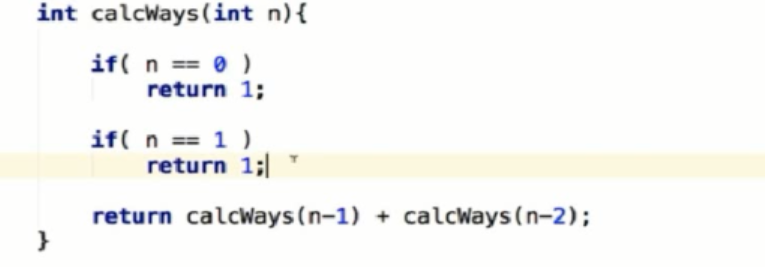 int calcWays(int n){
if( n == 0 )
return 1;
if( n == 1 )
return 1;
return calcWays(n-1) + calcWays(n-2);
}